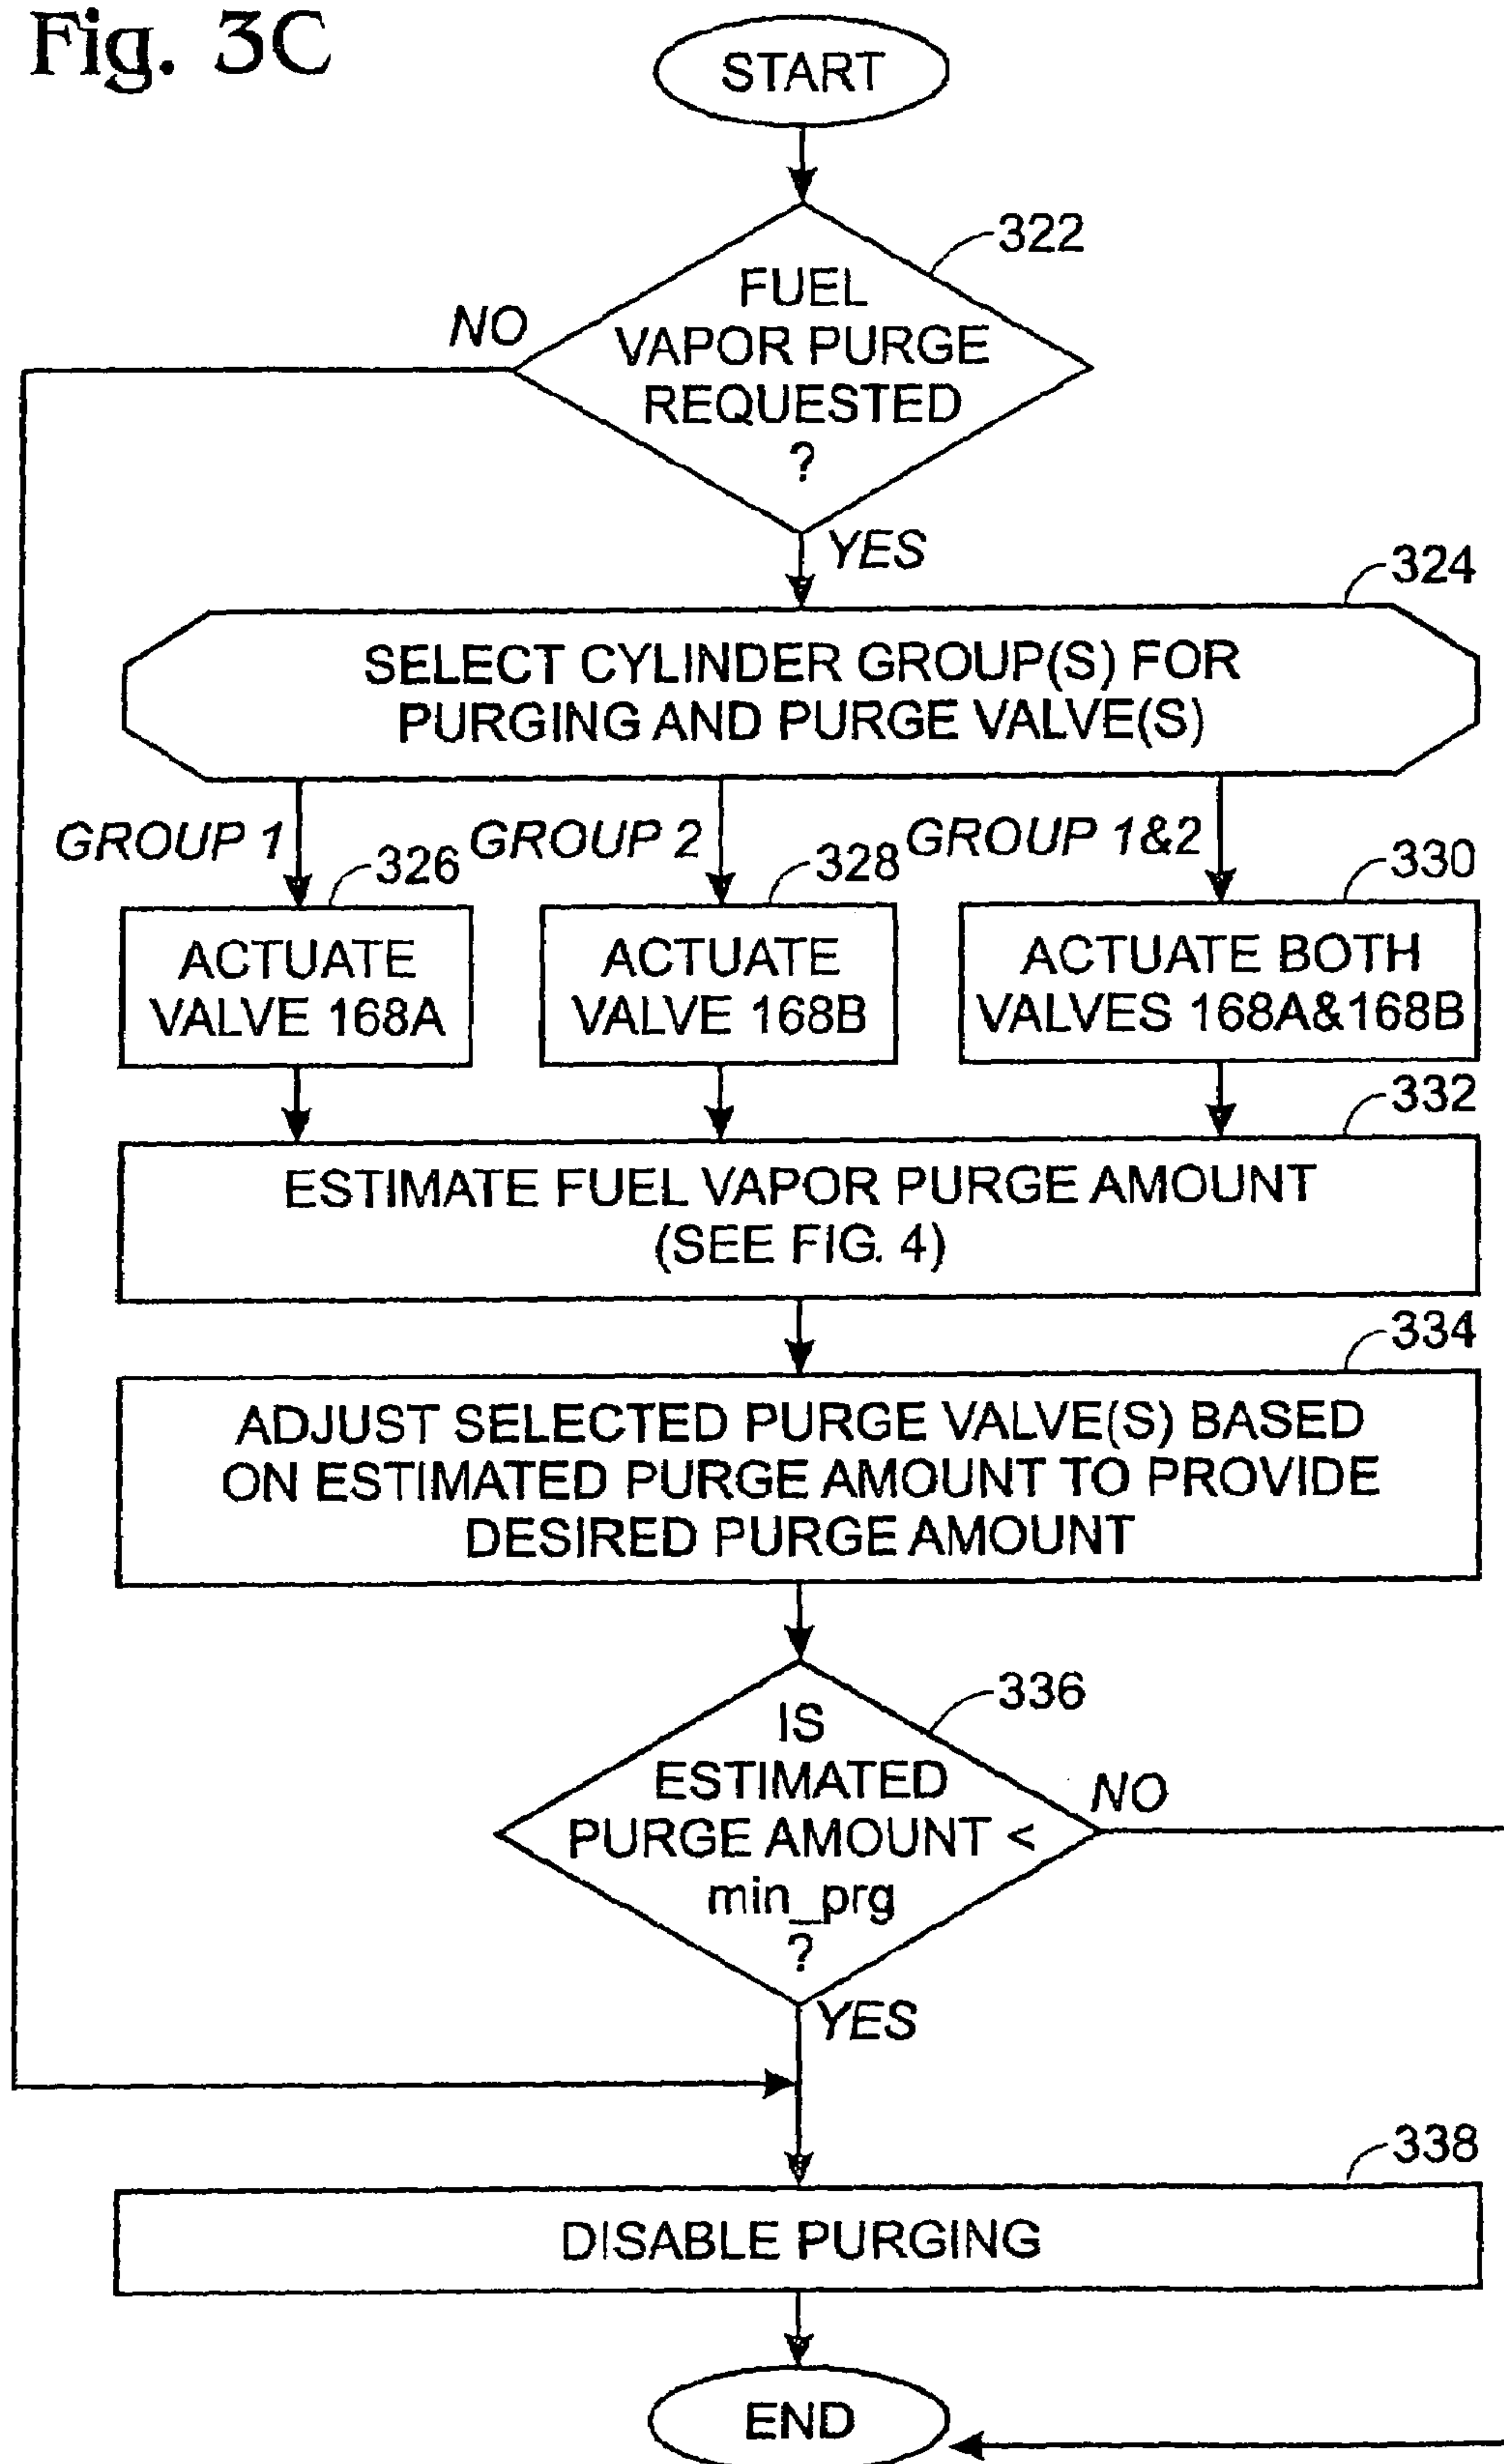 Fig. 3C
START
322
FUEL
VAPOR PURGE
REQUESTED
?
NO
YES
324
SELECT CYLINDER GROUP(S) FOR
PURGING AND PURGE VALVE(S)
GROUP 1
GROUP 2
GROUP 1&2
326
328
330
ACTUATE
VALVE 168A
ACTUATE
VALVE 168B
ACTUATE BOTH
VALVES 168A&168B
332
ESTIMATE FUEL VAPOR PURGE AMOUNT
(SEE FIG. 4)
334
ADJUST SELECTED PURGE VALVE(S) BASED
ON ESTIMATED PURGE AMOUNT TO PROVIDE
DESIRED PURGE AMOUNT
336
IS
ESTIMATED
PURGE AMOUNT <
min_prg
?
NO
YES
338
DISABLE PURGING
END